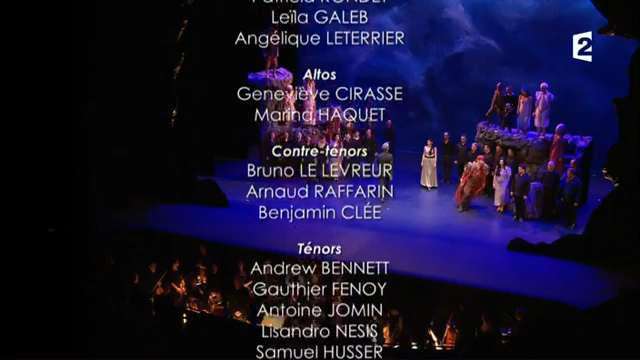 Leïla GALEB
Angélique LETERRIER
Altos
Geneviève CIRASSE
Marina HAQUET
Contre-ténors
Bruno LE LEVREUR
Arnaud RAFFARIN
Benjamin CLÉE
Ténors
Andrew BENNETT
Gauthier FENOY
Antoine JOMIN
Lisandro NESIS
Samuel HUSSER
2